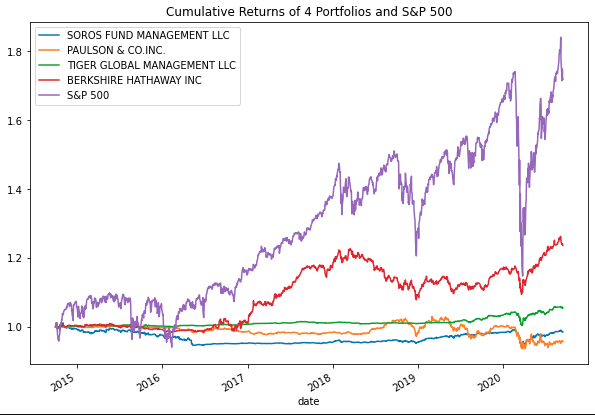 Cumulative Returns of 4 Portfolios and S&P 500
SOROS FUND MANAGEMENT LLC
PAULSON & CO.INC.
TIGER GLOBAL MANAGEMENT LLC
BERKSHIRE HATHAWAY INC
S&P 500
1.8
1.6
1.4
1.2
1.0
2015
2016
2017
2018
2019
2020
date